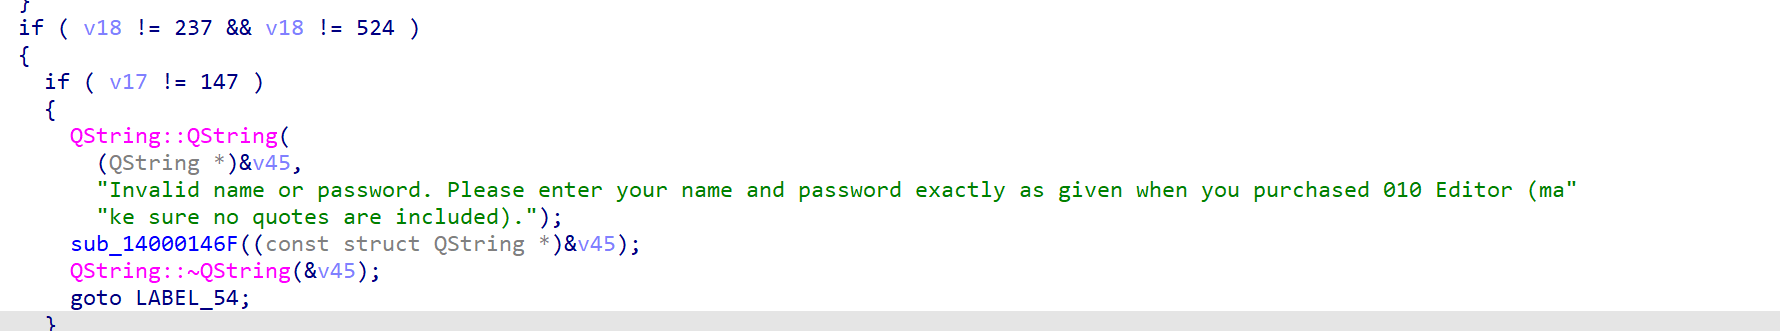 }
if ( v18 != 237 && v18 != 524 )
{
if ( v17 != 147 )
{
QString::QString(
(QString *)&v45,
"Invalid name or password. Please enter your name and password exactly as given when you purchased 010 Editor (ma"
"ke sure no quotes are included).");
sub_14000146F((const struct QString *)&v45);
QString::~QString(&v45);
goto LABEL_54;
}